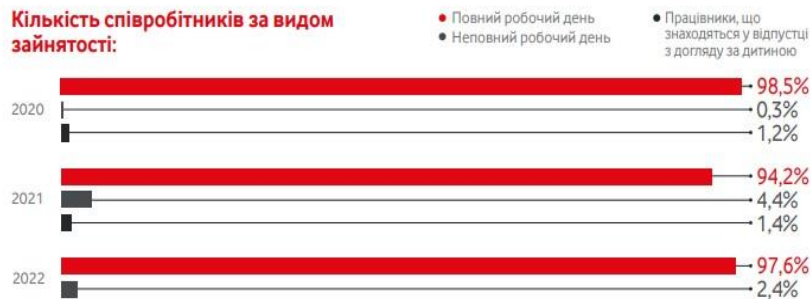 Кількість співробітників за видом
зайнятості:
• Повний робочий день
• Неповний робочий день
• Працівники, що
знаходяться у відпустці
з догляду за дитиною
2020
98,5%
0,3%
1,2%
2021
94,2%
4,4%
1,4%
2022
97,6%
2,4%